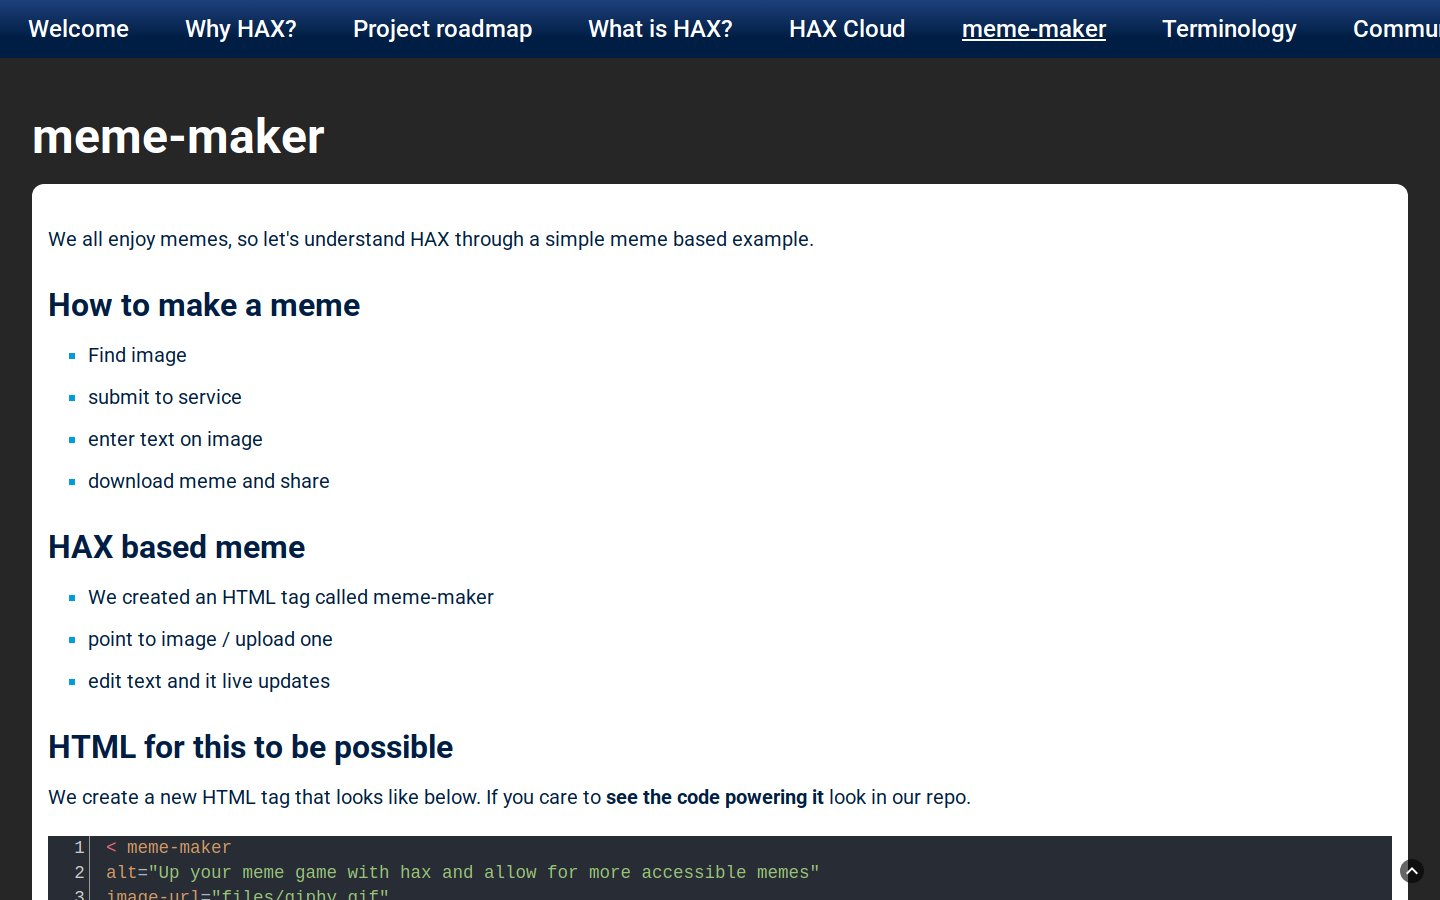 Welcome Why HAX? Project roadmap What is HAX? HAX Cloud meme-maker Terminology
meme-maker
We all enjoy memes, so let's understand HAX through a simple meme based example.
How to make a meme
Find image
submit to service
enter text on image
download meme and share
HAX based meme
We created an HTML tag called meme-maker
point to image / upload one
edit text and it live updates
HTML for this to be possible
We create a new HTML tag that looks like below. If you care to see the code powering it look in our repo.
1 < meme-maker
2 alt="Up your meme game with hax and allow for more accessible memes"
3 image-url="files/giphy.gif"